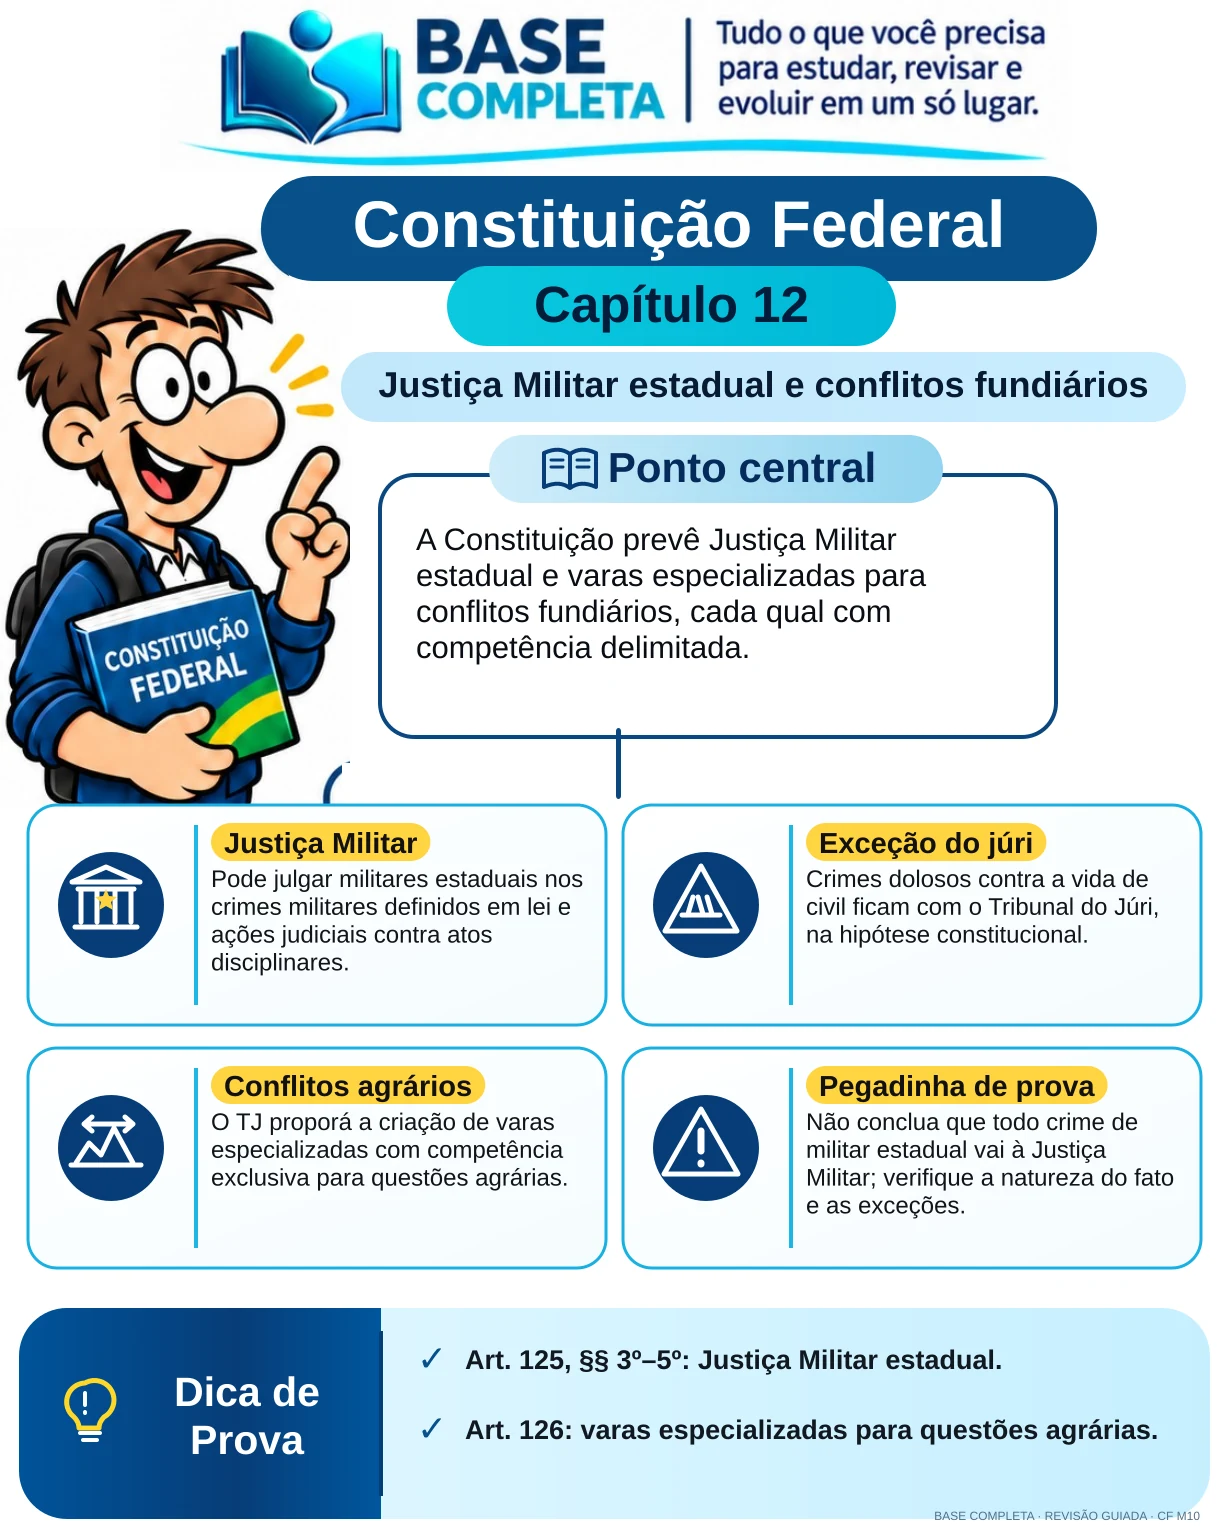 BASE
COMPLETA
Tudo o que você precisa
para estudar, revisar e
evoluir em um só lugar.
Constituição Federal
Capítulo 12
Justiça Militar estadual e conflitos fundiários
Ponto central
A Constituição prevê Justiça Militar
estadual e varas especializadas para
conflitos fundiários, cada qual com
competência delimitada.
CONSTITUIÇÃO
FEDERAL
Justiça Militar
Pode julgar militares estaduais nos
crimes militares definidos em lei e
ações judiciais contra atos
disciplinares.
Exceção do júri
Crimes dolosos contra a vida de
civil ficam com o Tribunal do Júri,
na hipótese constitucional.
Conflitos agrários
O TJ proporá a criação de varas
especializadas com competência
exclusiva para questões agrárias.
Pegadinha de prova
Não conclua que todo crime de
militar estadual vai à Justiça
Militar; verifique a natureza do fato
e as exceções.
Dica de
Prova
✓ Art. 125, §§ 3º–5º: Justiça Militar estadual.
✓ Art. 126: varas especializadas para questões agrárias.
BASE COMPLETA · REVISÃO GUIADA · CF M10